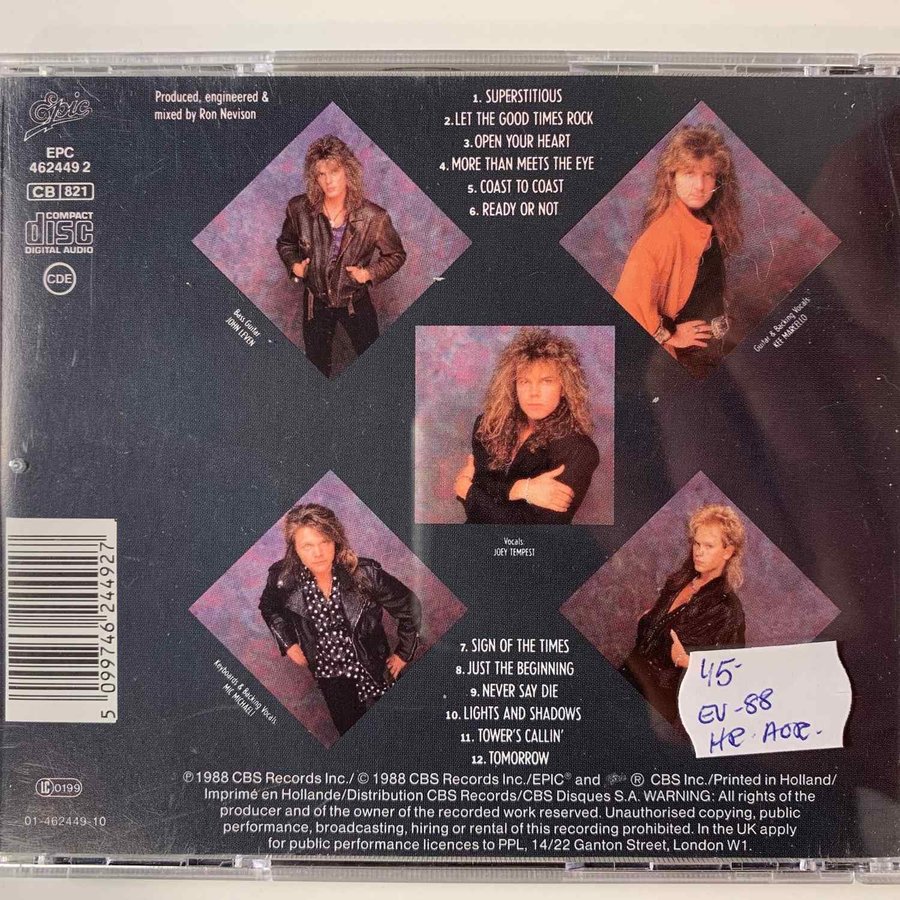 Epic
EPC
462449 2
CB 821
COMPACT
disc
DIGITAL AUDIO
CDE
Produced, engineered &
mixed by Ron Nevison
1. SUPERSTITIOUS
2. LET THE GOOD TIMES ROCK
3. OPEN YOUR HEART
4. MORE THAN MEETS THE EYE
5. COAST TO COAST
6. READY OR NOT
Bass Guitar
JOHN LEVEN
Guitar & Backing Vocals
KEE MARCELLO
Vocals:
JOEY TEMPEST
Keyboards & Backing Vocals
MIC MICHAELI
5 099746 244927
7. SIGN OF THE TIMES
8. JUST THE BEGINNING
9. NEVER SAY DIE
10. LIGHTS AND SHADOWS
11. TOWER'S CALLIN'
12. TOMORROW
45-
EU-88
HR. AOR.
LC 0199
01-462449-10
℗ 1988 CBS Records Inc./ © 1988 CBS Records Inc./EPIC® and Epic ® CBS Inc./Printed in Holland/
Imprimé en Hollande/Distribution CBS Records/CBS Disques S.A. WARNING: All rights of the
producer and of the owner of the recorded work reserved. Unauthorised copying, public
performance, broadcasting, hiring or rental of this recording prohibited. In the UK apply
for public performance licences to PPL, 14/22 Ganton Street, London W1.